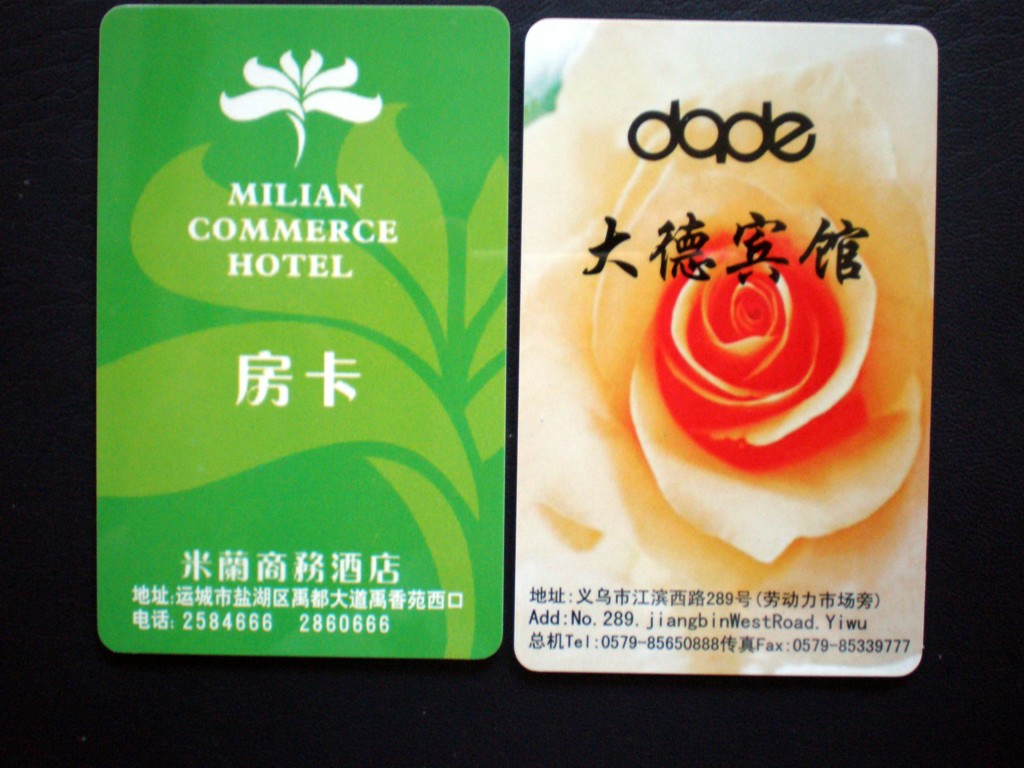 MILIAN
COMMERCE
HOTEL
房卡
米蘭商務酒店
地址:运城市盐湖区禹都大道禹香苑西口
电话: 2584666 2860666
dade
大德宾馆
地址:义乌市江滨西路289号(劳动力市场旁)
Add:No.289.jiangbinWestRoad.Yiwu
总机Tel:0579-85650888传真Fax:0579-85339777